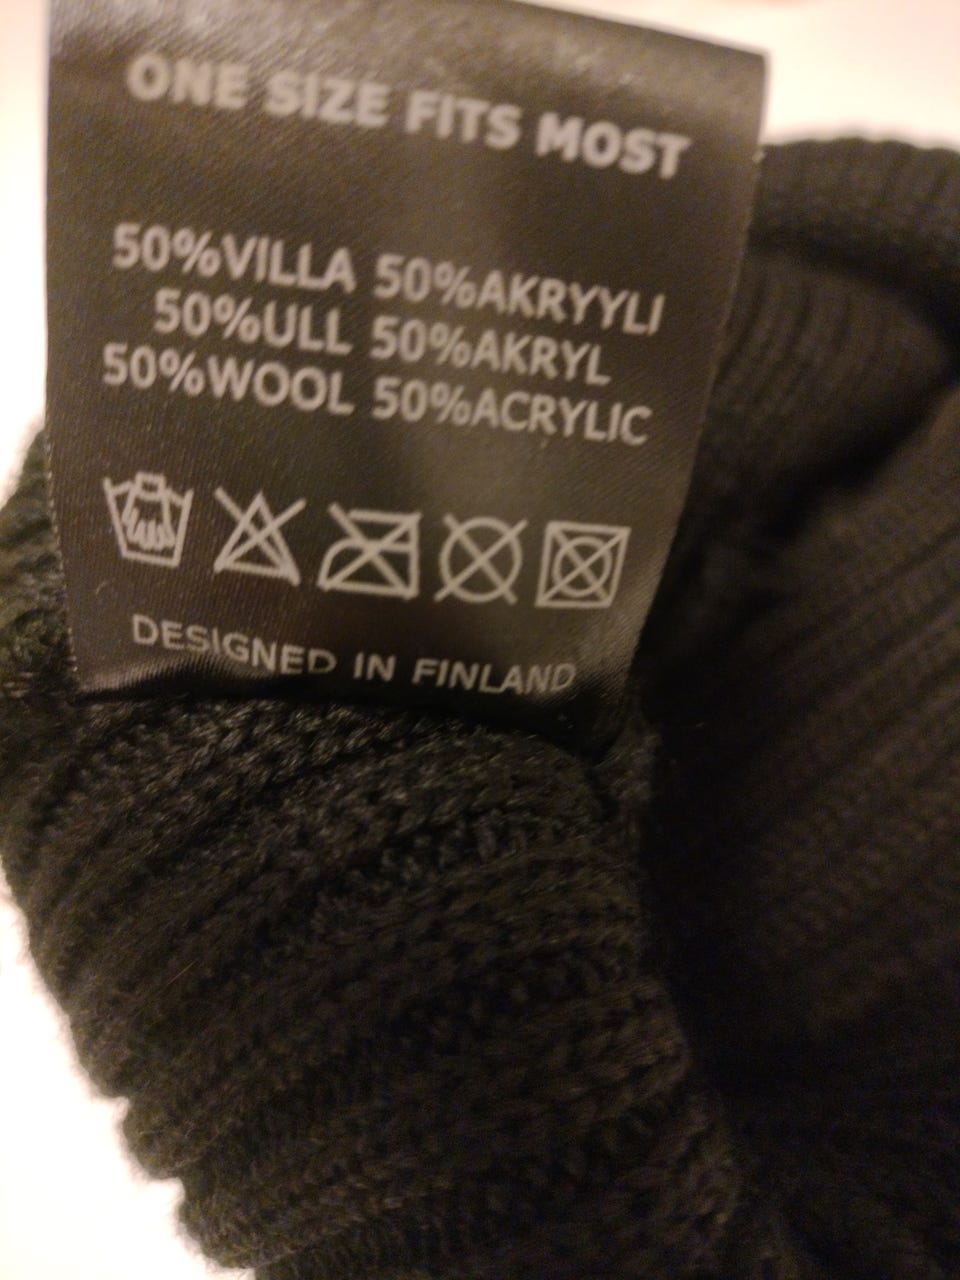 ONE SIZE FITS MOST
50%VILLA 50%AKRYYLI
50%ULL 50%AKRYL
50%WOOL 50%ACRYLIC
DESIGNED IN FINLAND